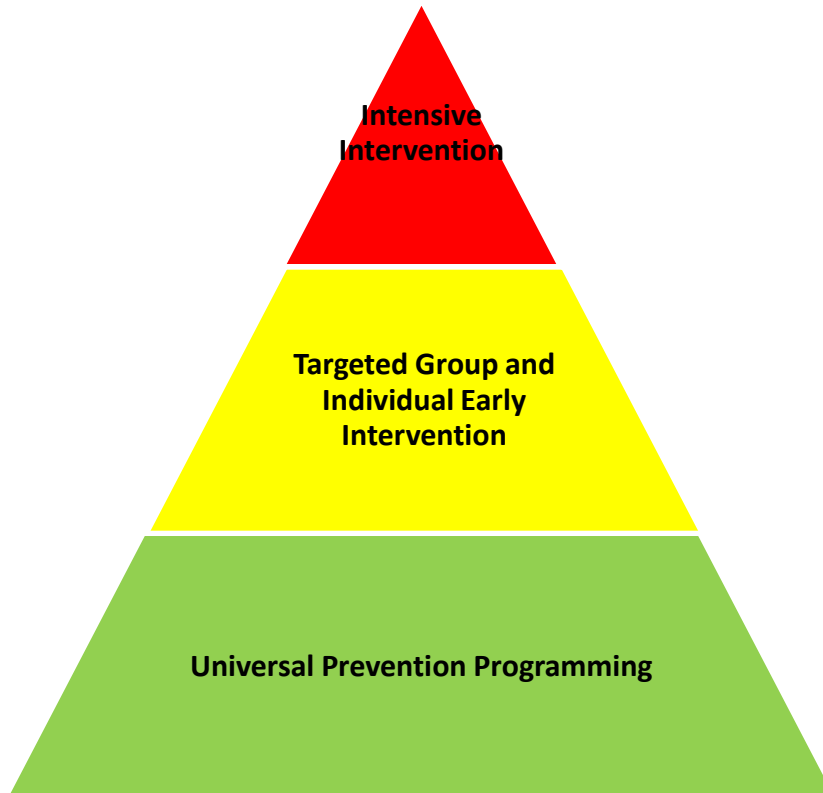 Intensive
Intervention
Targeted Group and
Individual Early
Intervention
Universal Prevention Programming